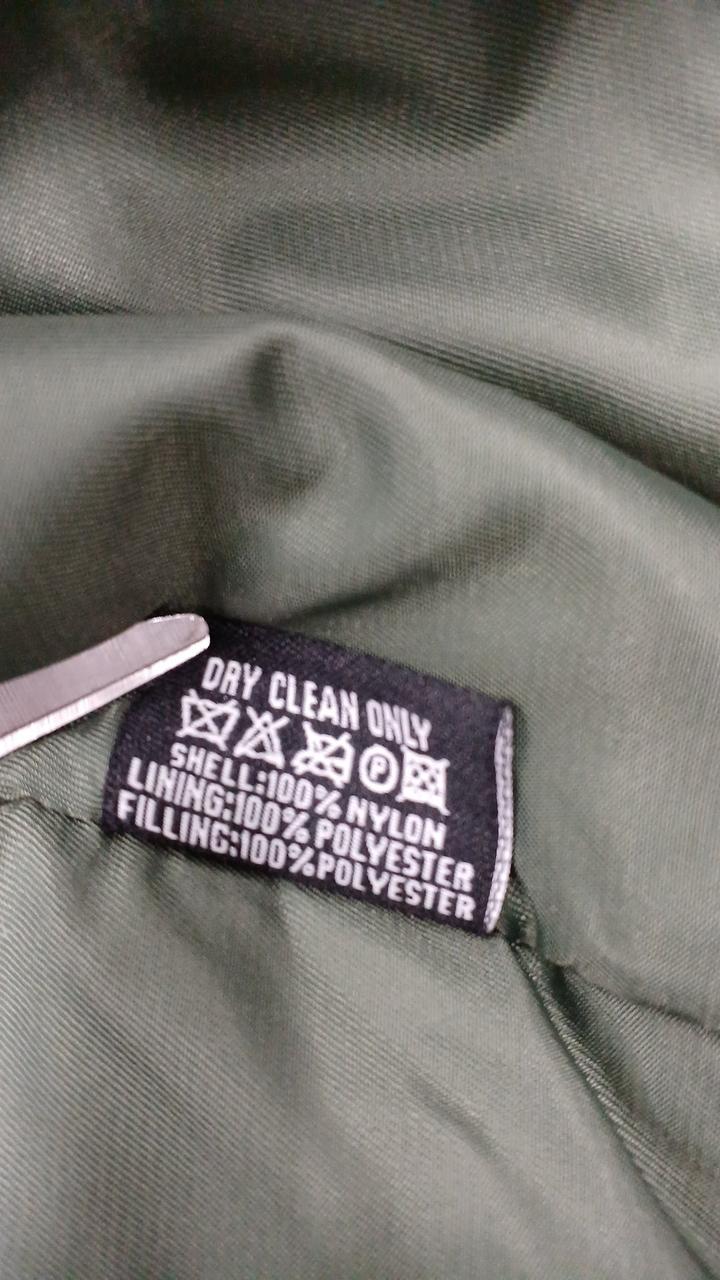 DRY CLEAN ONLY
P
SHELL:100% NYLON
LINING:100% POLYESTER
FILLING:100%POLYESTER